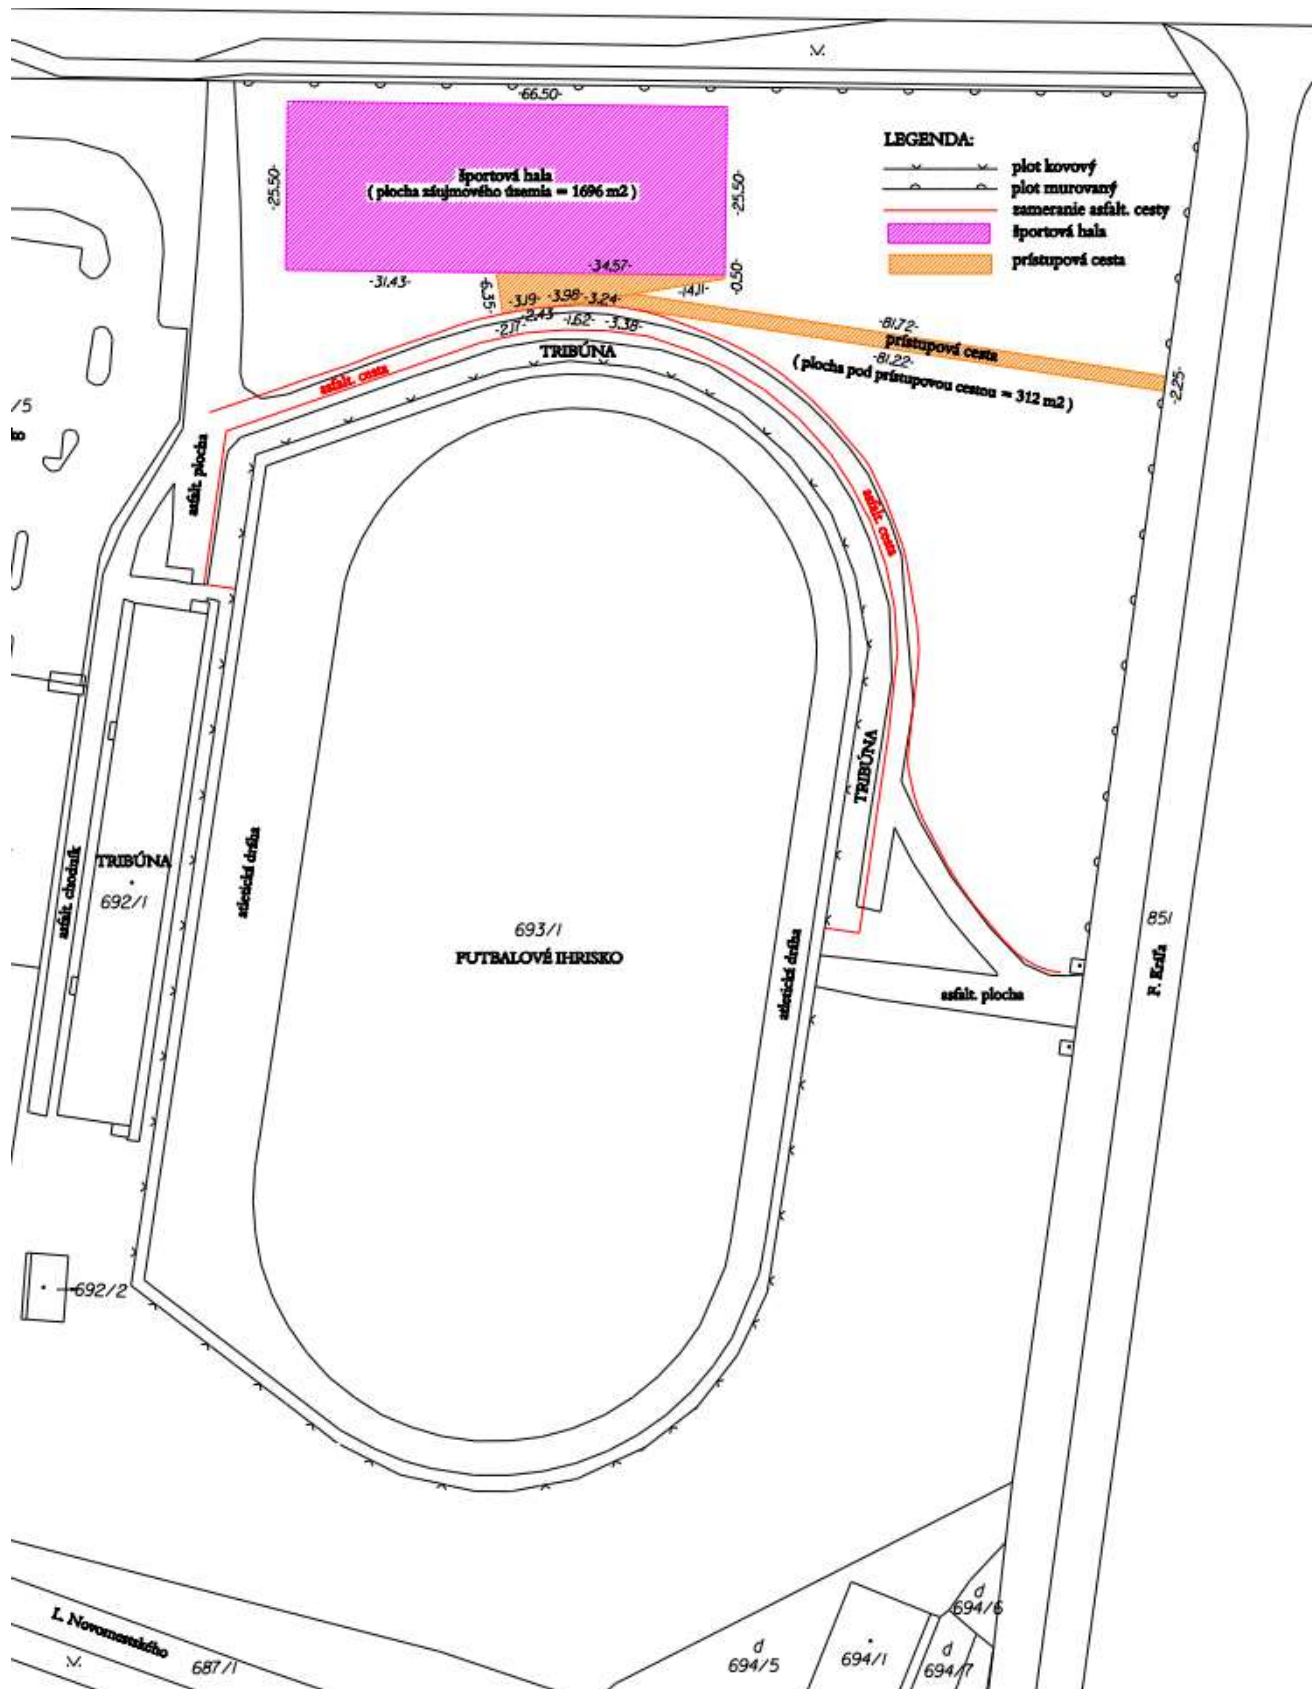 -66.50-
LEGENDA:
plot kovový
plot murovaný
zameranie asfalt. cesty
športová hala
prístupová cesta
športová hala
( plocha záujmového územia = 1696 m2 )
-25.50-
-25.50-
-34.57-
-31.43-
-0.50-
-6.35-
-14.11-
-3.19-
-3.98-
-3.24-
-2.43-
-2.17-
-1.62-
-3.38-
-81.72-
prístupová cesta
-81.22-
( plocha pod prístupovou cestou = 312 m2 )
-2.25-
TRIBÚNA
asfalt. cesta
/5
asfalt. plocha
asfalt. cesta
TRIBÚNA
TRIBÚNA
692/1
asfalt. chodník
atletická dráha
693/1
FUTBALOVÉ IHRISKO
atletická dráha
851
F. Kráľa
asfalt. plocha
692/2
L. Novomestského
687/1
d
694/5
694/1
d
694/7
d
694/6